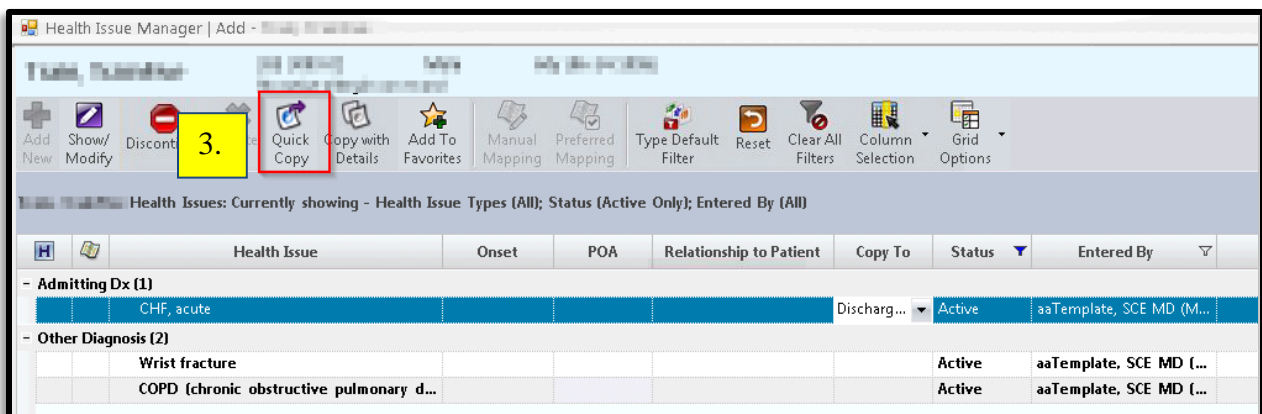 Health Issue Manager | Add -
Add New
Show/ Modify
Disconti
3.
Quick Copy
Copy with Details
Add To Favorites
Manual Mapping
Preferred Mapping
Type Default Filter
Reset
Clear All Filters
Column Selection
Grid Options
Health Issues: Currently showing - Health Issue Types (All); Status (Active Only); Entered By (All)
H Health Issue Onset POA Relationship to Patient Copy To Status Entered By
- Admitting Dx (1)
CHF, acute Discharg... Active aaTemplate, SCE MD (M...
- Other Diagnosis (2)
Wrist fracture Active aaTemplate, SCE MD (...
COPD (chronic obstructive pulmonary d... Active aaTemplate, SCE MD (...